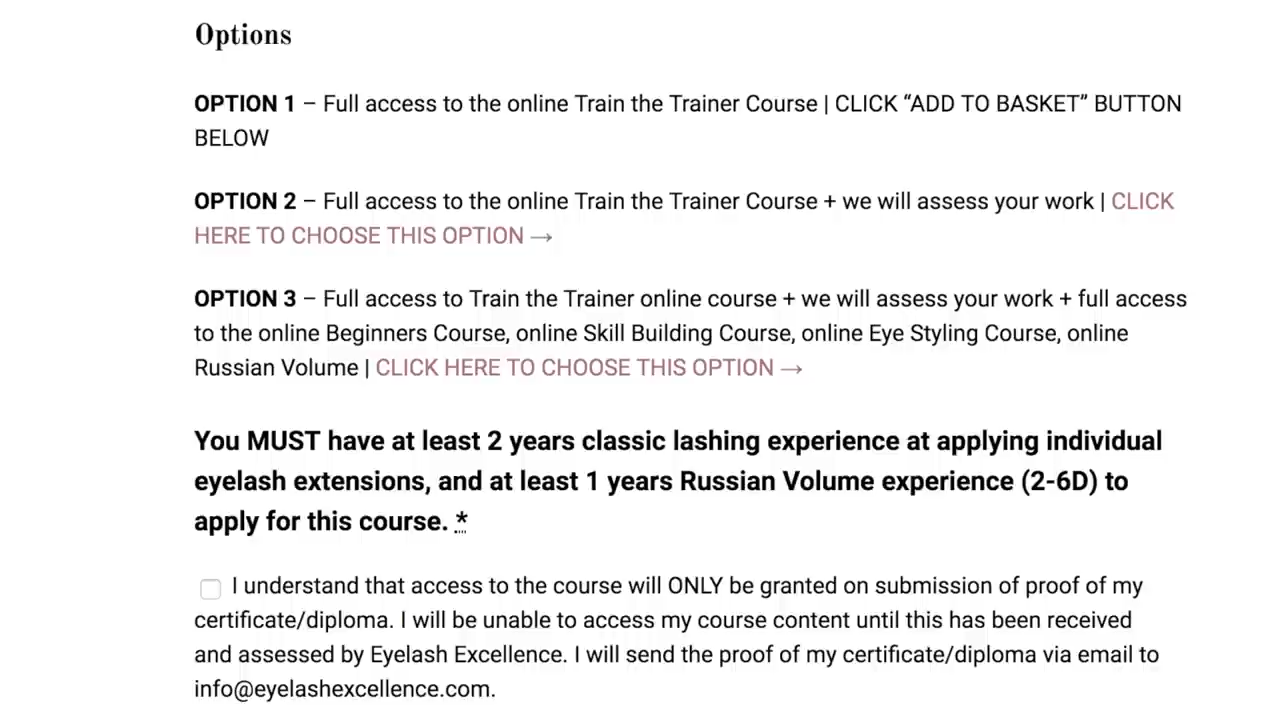 Options
OPTION 1 – Full access to the online Train the Trainer Course | CLICK “ADD TO BASKET” BUTTON
BELOW
OPTION 2 – Full access to the online Train the Trainer Course + we will assess your work | CLICK
HERE TO CHOOSE THIS OPTION →
OPTION 3 – Full access to Train the Trainer online course + we will assess your work + full access
to the online Beginners Course, online Skill Building Course, online Eye Styling Course, online
Russian Volume | CLICK HERE TO CHOOSE THIS OPTION →
You MUST have at least 2 years classic lashing experience at applying individual
eyelash extensions, and at least 1 years Russian Volume experience (2-6D) to
apply for this course. *
I understand that access to the course will ONLY be granted on submission of proof of my
certificate/diploma. I will be unable to access my course content until this has been received
and assessed by Eyelash Excellence. I will send the proof of my certificate/diploma via email to
info@eyelashexcellence.com.